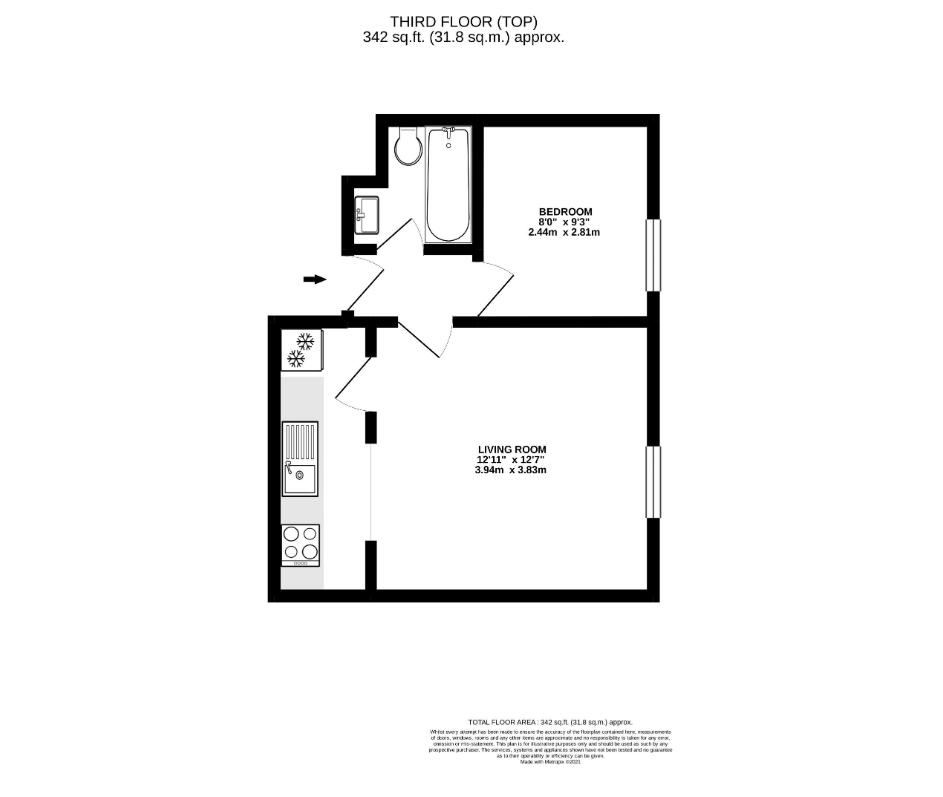 THIRD FLOOR (TOP)
342 sq.ft. (31.8 sq.m.) approx.
BEDROOM
8'0" x 9'3"
2.44m x 2.81m
LIVING ROOM
12'11" x 12'7"
3.94m x 3.83m
TOTAL FLOOR AREA : 342 sq.ft. (31.8 sq.m.) approx.
Whilst every attempt has been made to ensure the accuracy of the floorplan contained here, measurements
of doors, windows, rooms and any other items are approximate and no responsibility is taken for any error,
omission or mis-statement. This plan is for illustrative purposes only and should be used as such by any
prospective purchaser. The services, systems and appliances shown have not been tested and no guarantee
as to their operability or efficiency can be given.
Made with Metropix ©2021